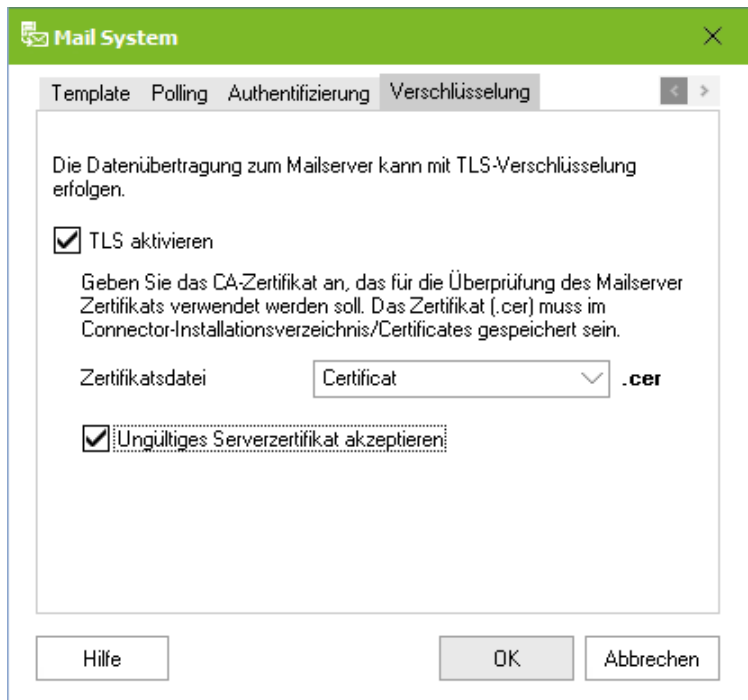 Mail System
Template Polling Authentifizierung Verschlüsselung
Die Datenübertragung zum Mailserver kann mit TLS-Verschlüsselung
erfolgen.
TLS aktivieren
Geben Sie das CA-Zertifikat an, das für die Überprüfung des Mailserver
Zertifikats verwendet werden soll. Das Zertifikat (.cer) muss im
Connector-Installationsverzeichnis/Certificates gespeichert sein.
Zertifikatsdatei Certificat .cer
Ungültiges Serverzertifikat akzeptieren
Hilfe OK Abbrechen